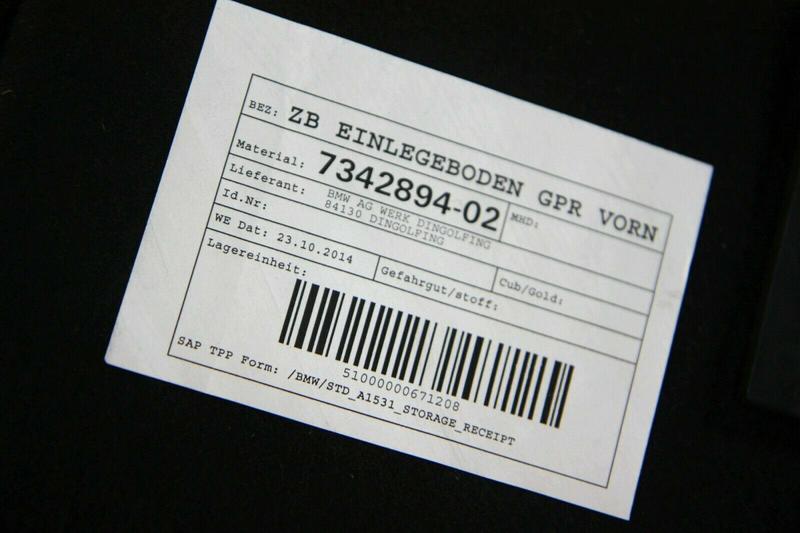 BEZ: ZB EINLEGEBODEN GPR VORN
Material: 7342894-02 MHD:
Lieferant: BMW AG WERK DINGOLFING
84130 DINGOLFING
Id.Nr:
WE Dat: 23.10.2014 Gefahrgut/stoff: Cub/Gold:
Lagereinheit:
51000000671208
SAP TPP Form: /BMW/STD_A1531_STORAGE_RECEIPT